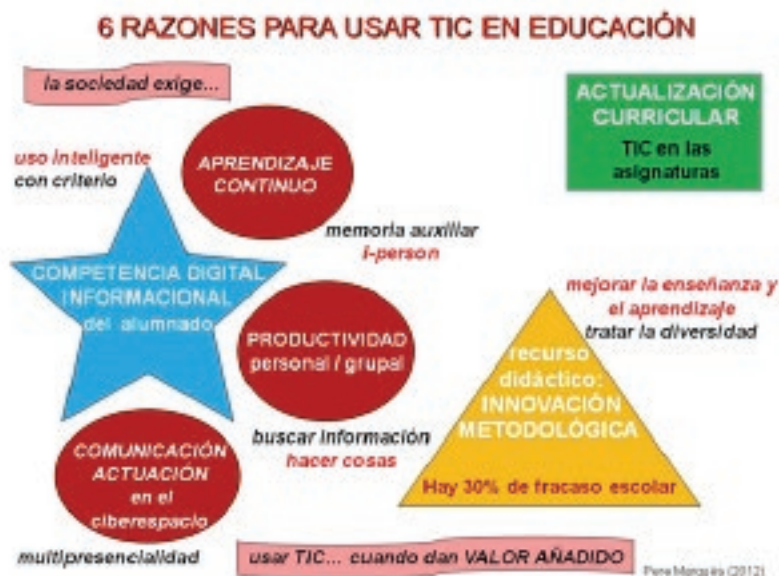 6 RAZONES PARA USAR TIC EN EDUCACIÓN
la sociedad exige...
ACTUALIZACIÓN
CURRICULAR
TIC en las
asignaturas
uso inteligente
con criterio
APRENDIZAJE
CONTINUO
memoria auxiliar
i-person
COMPETENCIA DIGITAL
INFORMACIONAL
del alumnado
PRODUCTIVIDAD
personal / grupal
mejorar la enseñanza y
el aprendizaje
tratar la diversidad
recurso
didáctico:
INNOVACIÓN
METODOLÓGICA
Hay 30% de fracaso escolar
buscar información
hacer cosas
COMUNICACIÓN
ACTUACIÓN
en el
ciberespacio
multipresencialidad
usar TIC... cuando dan VALOR AÑADIDO
Pere Marquès (2012)